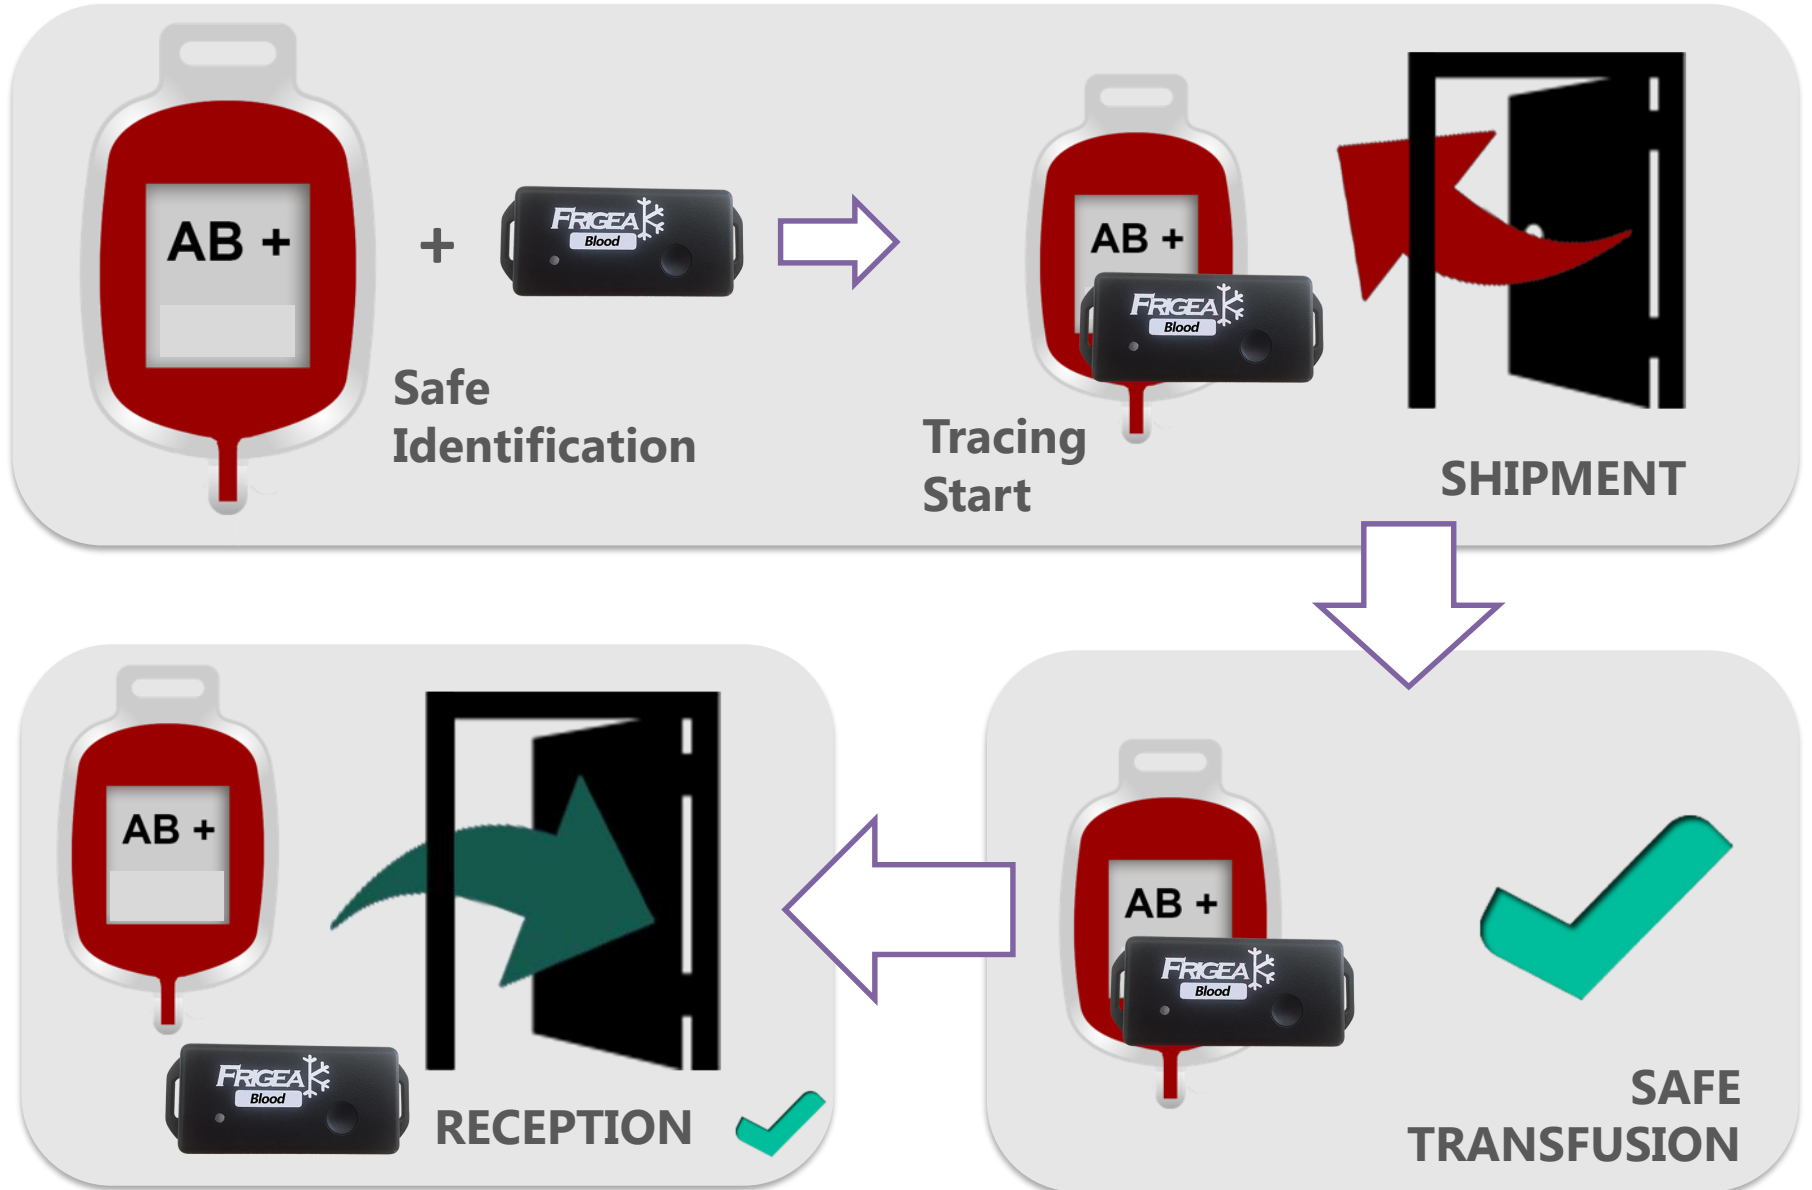 AB +
+
FRIGEA
Blood
Safe
Identification
AB +
FRIGEA
Blood
Tracing
Start
SHIPMENT
AB +
FRIGEA
Blood
RECEPTION
AB +
FRIGEA
Blood
SAFE
TRANSFUSION